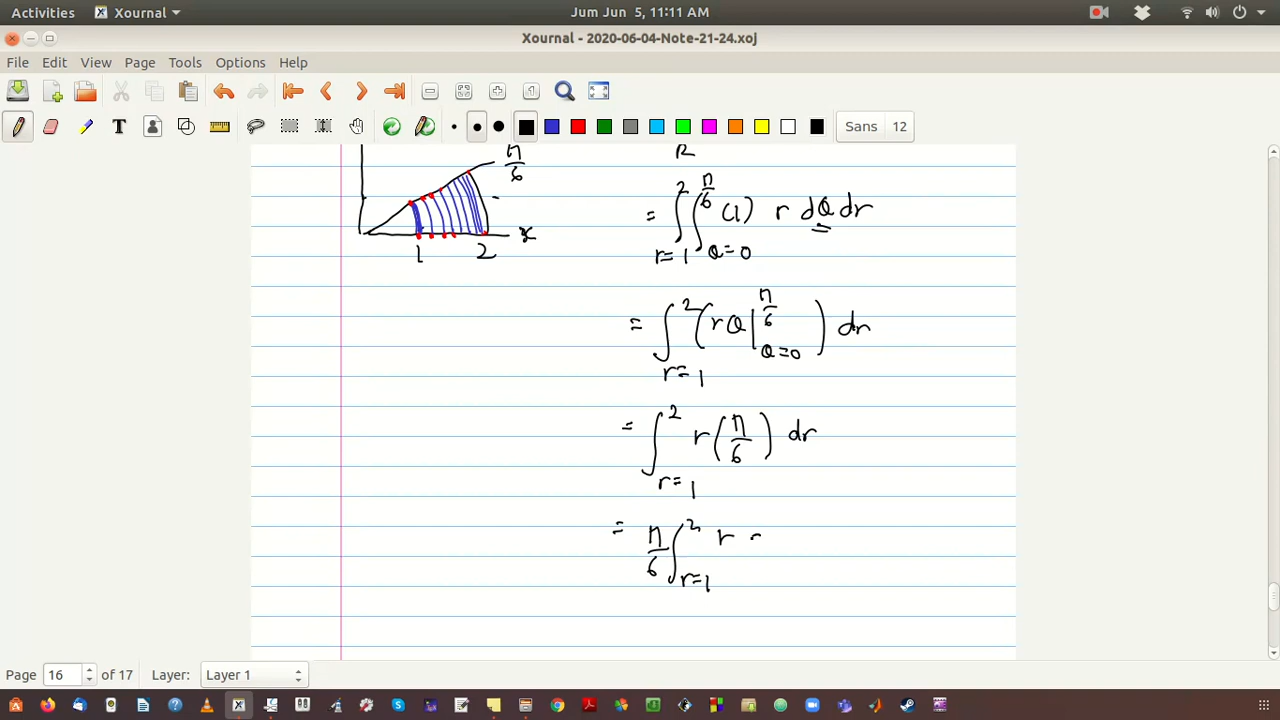 Activities Xournal Jum Jun 5, 11:11 AM
Xournal - 2020-06-04-Note-21-24.xoj
File Edit View Page Tools Options Help
Sans 12
π/6
R
x
1 2
= ∫_{r=1}^{2} ∫_{θ=0}^{π/6} (1) r dθ dr
= ∫_{r=1}^{2} (rθ|_{θ=0}^{π/6}) dr
= ∫_{r=1}^{2} r(π/6) dr
= π/6 ∫_{r=1}^{2} r
Page 16 of 17 Layer: Layer 1